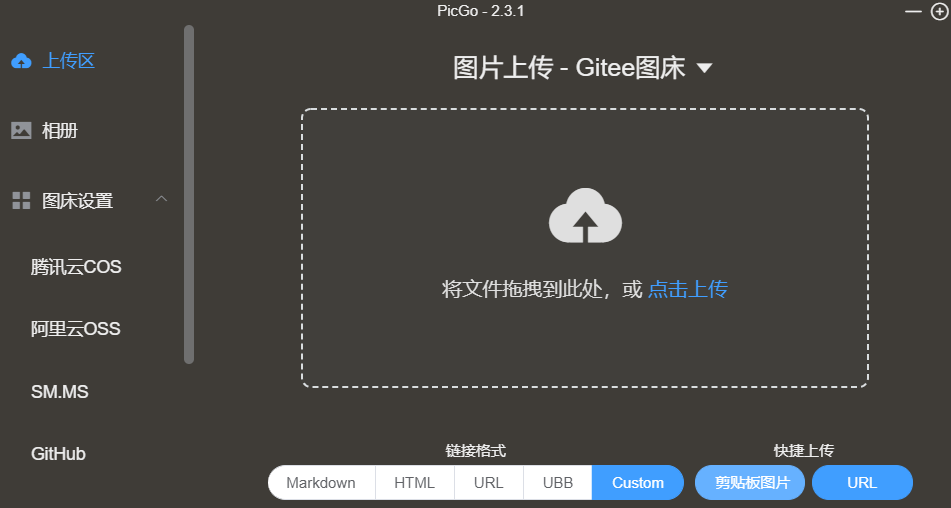 PicGo - 2.3.1
上传区
相册
图床设置
腾讯云COS
阿里云OSS
SM.MS
GitHub
图片上传 - Gitee图床
将文件拖拽到此处，或 点击上传
链接格式
Markdown HTML URL UBB Custom
快捷上传
剪贴板图片 URL